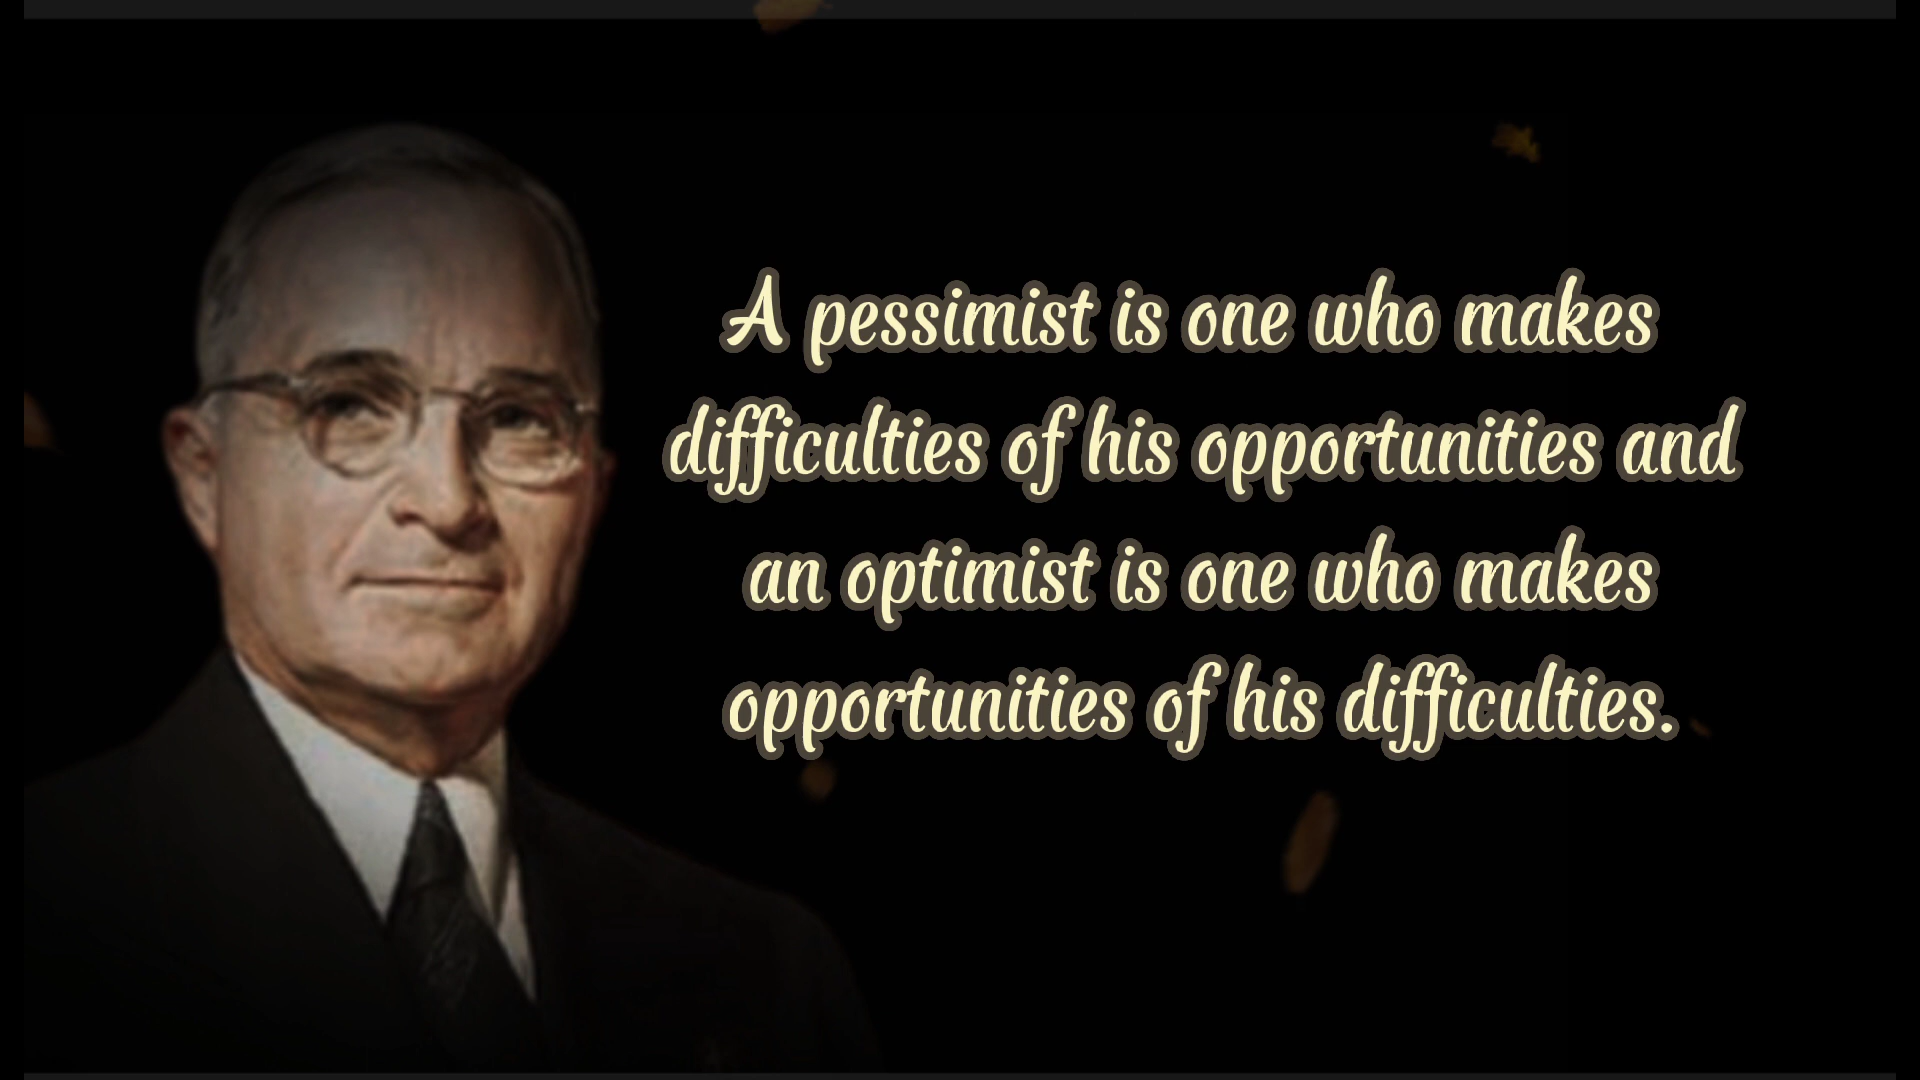 A pessimist is one who makes
difficulties of his opportunities and
an optimist is one who makes
opportunities of his difficulties.